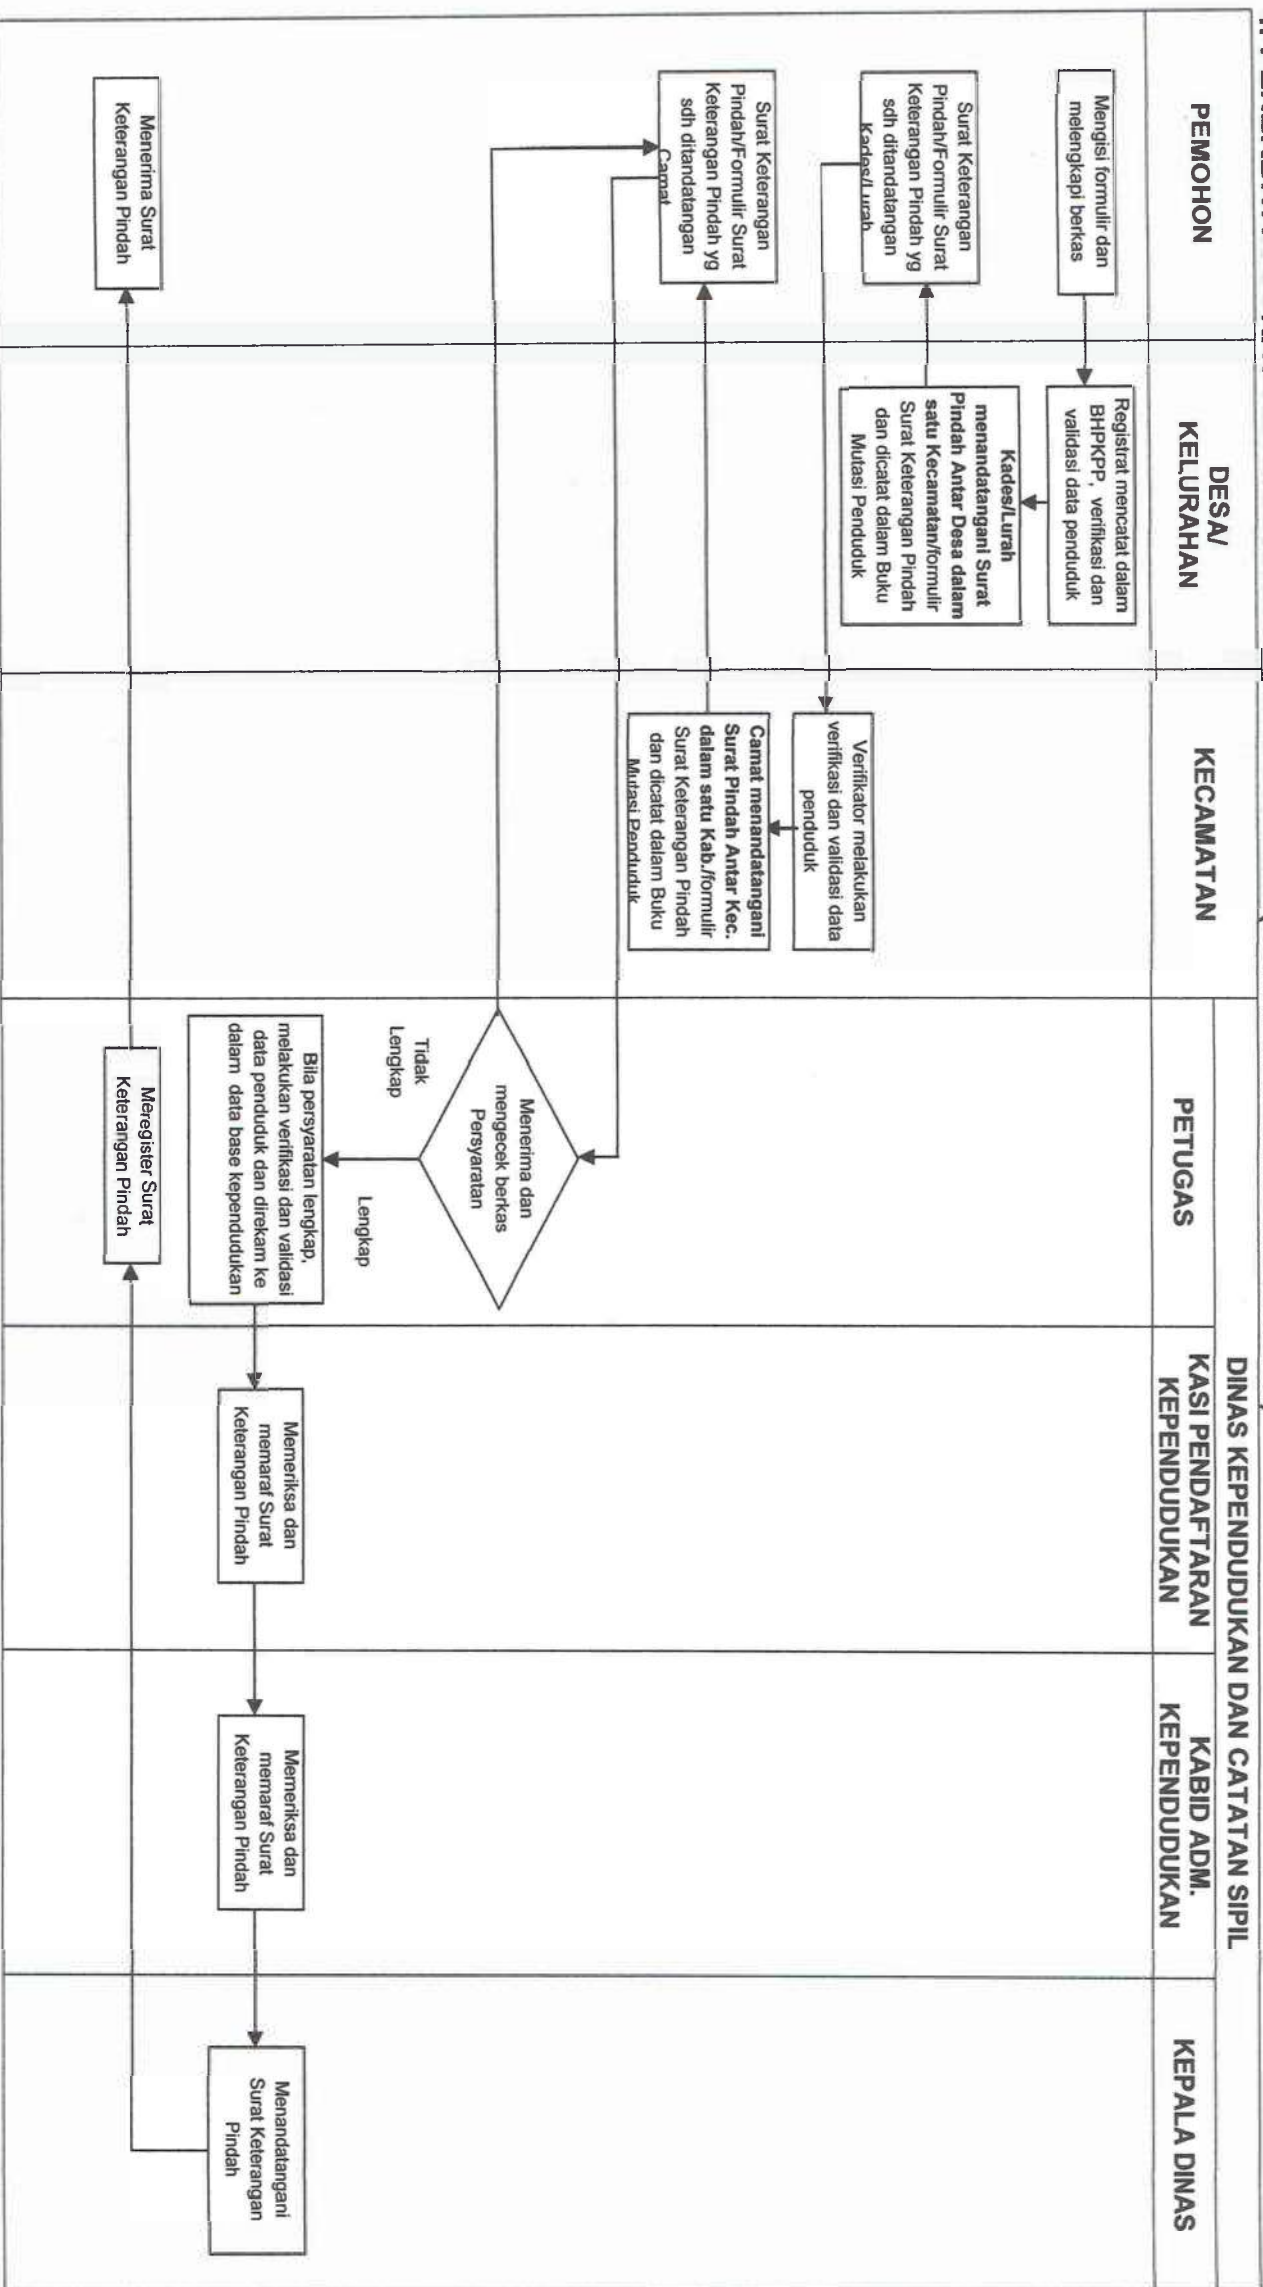 PEMOHON
DESA/
KELURAHAN
KECAMATAN
DINAS KEPENDUDUKAN DAN CATATAN SIPIL
PETUGAS
KASI PENDAFTARAN
KEPENDUDUKAN
KABID ADM.
KEPENDUDUKAN
KEPALA DINAS
Mengisi formulir dan
melengkapi berkas
Registrat mencatat dalam
BHPKPP, verifikasi dan
validasi data penduduk
Kades/Lurah
menandatangani Surat
Pindah Antar Desa dalam
satu Kecamatan/formulir
Surat Keterangan Pindah
dan dicatat dalam Buku
Mutasi Penduduk
Surat Keterangan
Pindah/Formulir Surat
Keterangan Pindah yg
sdh ditandatangan
Kades/Lurah
Verifikator melakukan
verifikasi dan validasi data
penduduk
Camat menandatangani
Surat Pindah Antar Kec.
dalam satu Kab./formulir
Surat Keterangan Pindah
dan dicatat dalam Buku
Mutasi Penduduk
Surat Keterangan
Pindah/Formulir Surat
Keterangan Pindah yg
sdh ditandatangan
Camat
Menerima dan
mengecek berkas
Persyaratan
Tidak
Lengkap
Lengkap
Bila persyaratan lengkap,
melakukan verifikasi dan validasi
data penduduk dan direkam ke
dalam data base kependudukan
Memeriksa dan
memaraf Surat
Keterangan Pindah
Memeriksa dan
memaraf Surat
Keterangan Pindah
Menandatangani
Surat Keterangan
Pindah
Meregister Surat
Keterangan Pindah
Menerima Surat
Keterangan Pindah